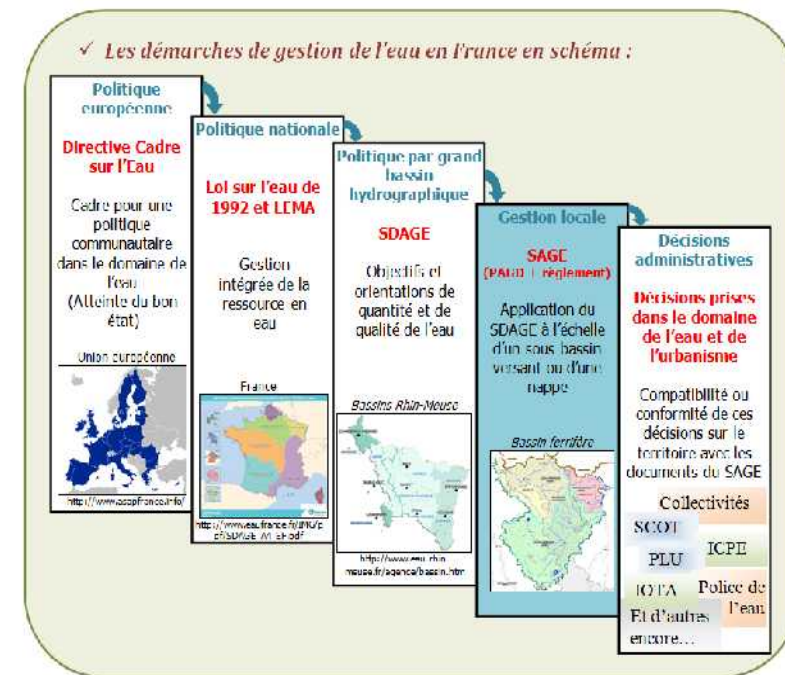 ✓ Les démarches de gestion de l'eau en France en schéma :
Politique
européenne
Directive Cadre
sur l'Eau
Cadre pour une
politique
communautaire
dans le domaine de
l'eau
(Atteinte du bon
état)
Union européenne
http://www.asapfrance.info/
Politique nationale
Loi sur l'eau de
1992 et LEMA
Gestion
intégrée de la
ressource en
eau
France
http://www.eaufrance.fr/IMG/p
Politique par grand
bassin
hydrographique
SDAGE
Objectifs et
orientations de
quantité et de
qualité de l'eau
Bassins Rhin-Meuse
http://www.eau-rhin
meuse.fr/agence/bassin.htm
Gestion locale
SAGE
(PAGD + règlement)
Application du
SDAGE à l'échelle
d'un sous bassin
versant ou d'une
nappe
Bassin ferrifère
Décisions
administratives
Décisions prises
dans le domaine
de l'eau et de
l'urbanisme
Compatibilité ou
conformité de ces
décisions sur le
territoire avec les
documents du SAGE
Collectivités
SCOT
ICPE
PLU
IOTA
Police de
l'eau
Et d'autres
encore…